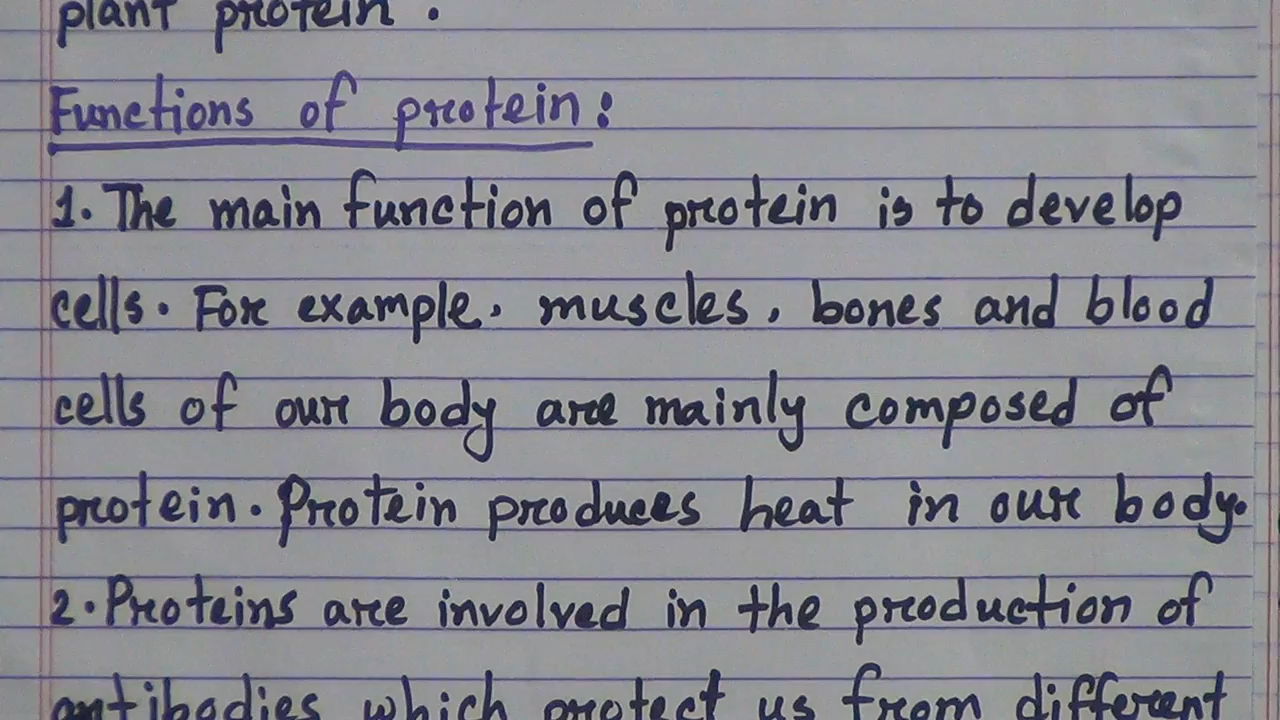 plant protein.
Functions of protein:
1. The main function of protein is to develop
cells. For example, muscles, bones and blood
cells of our body are mainly composed of
protein. Protein produces heat in our body.
2. Proteins are involved in the production of
antibodies which protect us from different